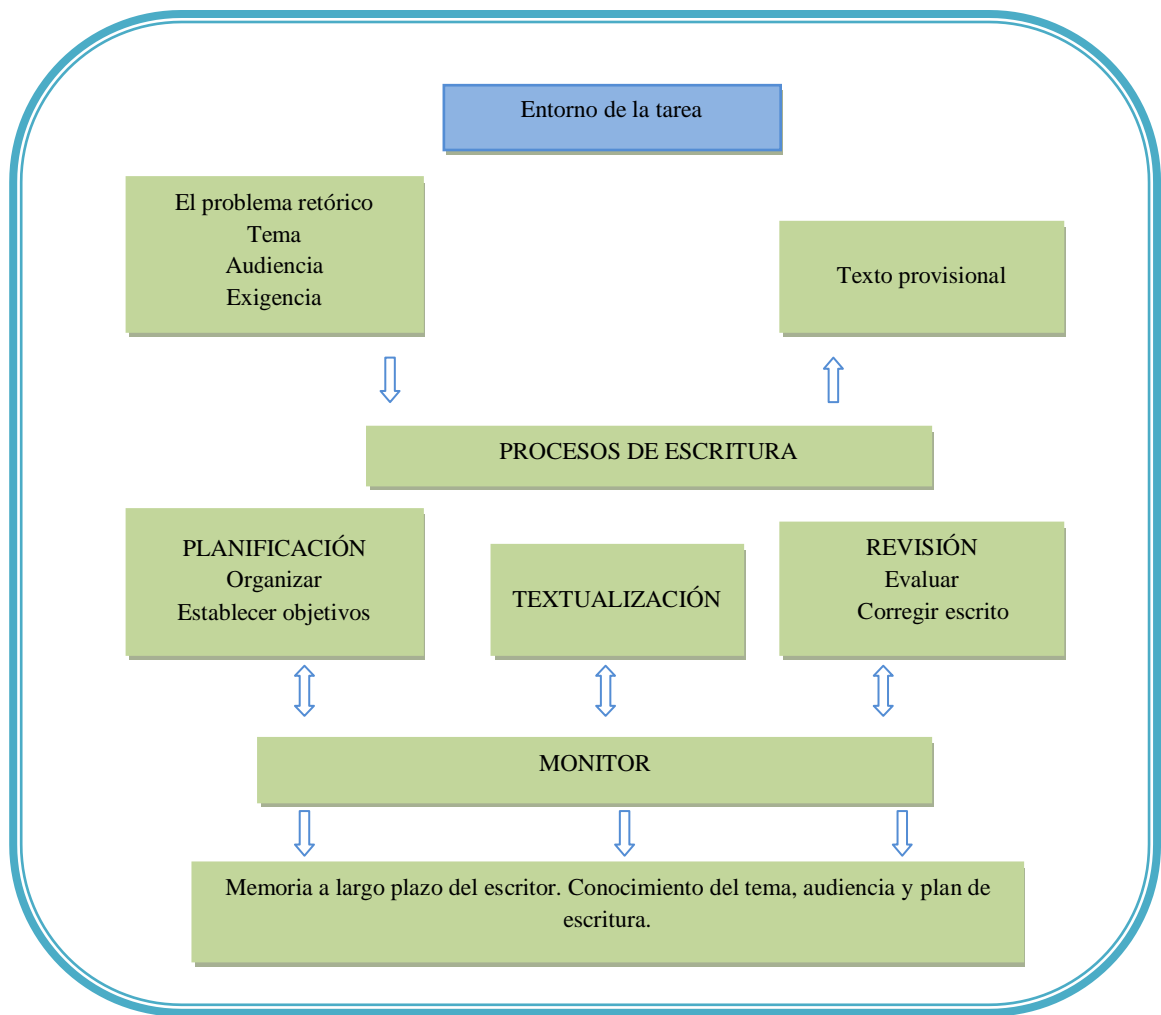 Entorno de la tarea
El problema retórico
Tema
Audiencia
Exigencia
Texto provisional
PROCESOS DE ESCRITURA
PLANIFICACIÓN
Organizar
Establecer objetivos
TEXTUALIZACIÓN
REVISIÓN
Evaluar
Corregir escrito
MONITOR
Memoria a largo plazo del escritor. Conocimiento del tema, audiencia y plan de
escritura.